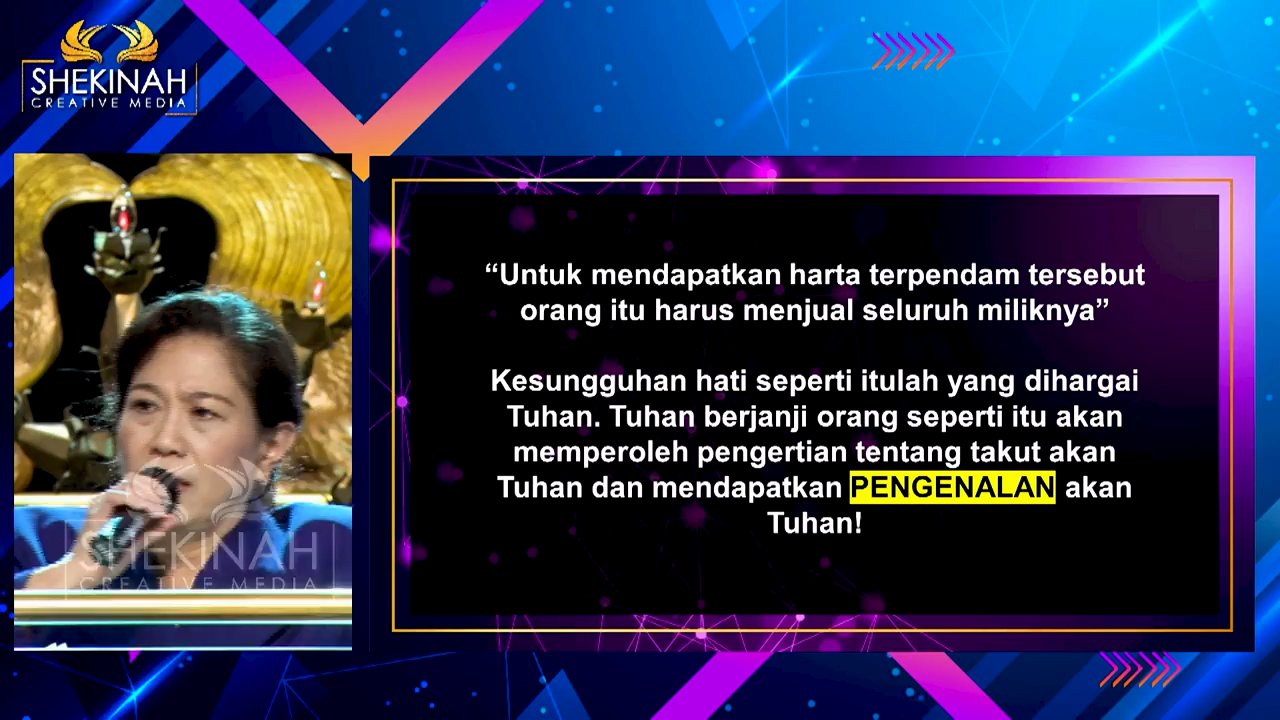 SHEKINAH
CREATIVE MEDIA
“Untuk mendapatkan harta terpendam tersebut
orang itu harus menjual seluruh miliknya”
Kesungguhan hati seperti itulah yang dihargai
Tuhan. Tuhan berjanji orang seperti itu akan
memperoleh pengertian tentang takut akan
Tuhan dan mendapatkan PENGENALAN akan
Tuhan!
SHEKINAH
CREATIVE MEDIA